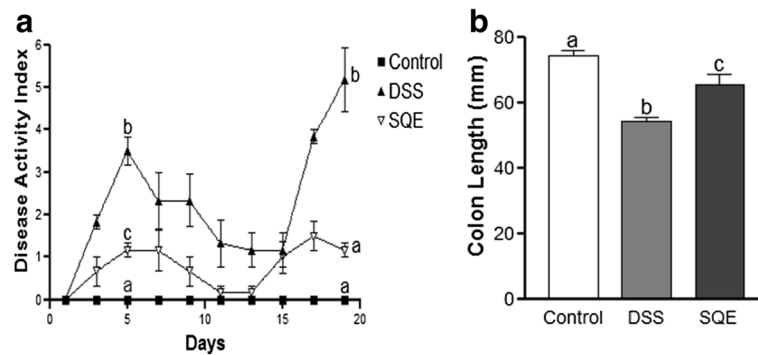 a
Disease Activity Index
6
5
4
3
2
1
0
b
b
c
a
a
a
0 5 10 15 20
Days
Control
DSS
SQE
b
Colon Length (mm)
80
60
40
20
0
a
b
c
Control DSS SQE